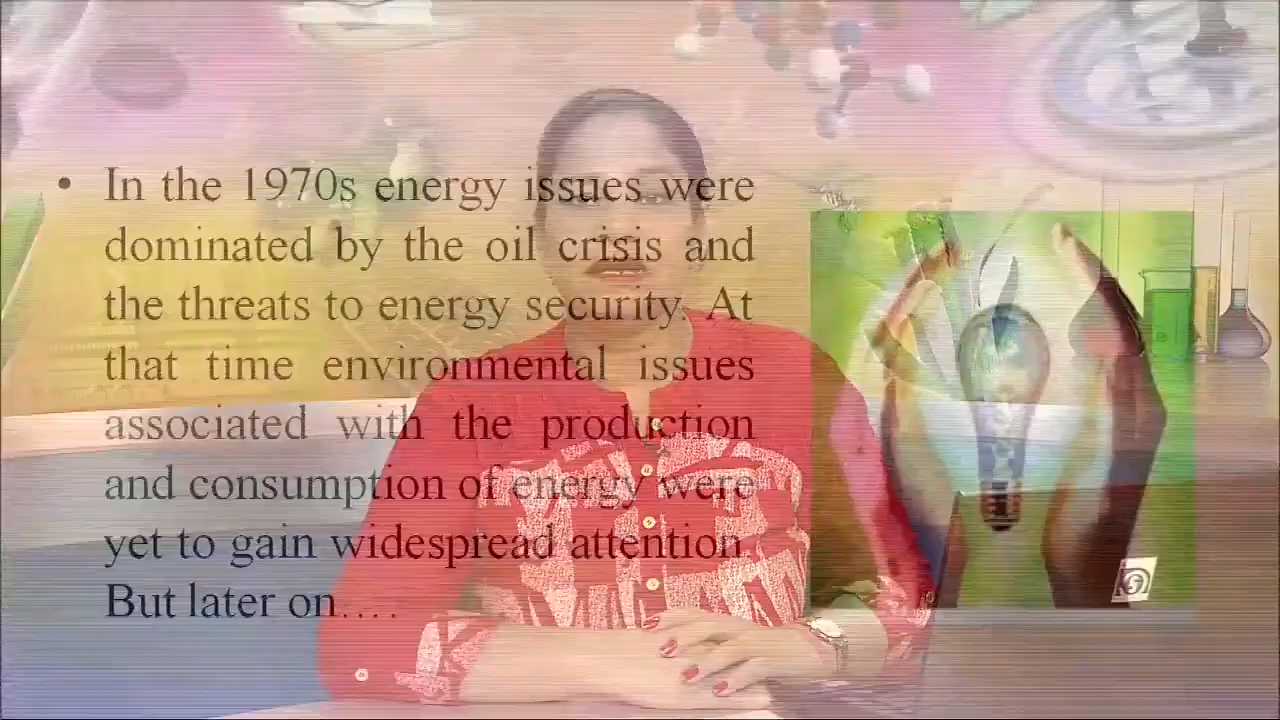 • In the 1970s energy issues were
dominated by the oil crisis and
the threats to energy security. At
that time environmental issues
associated with the production
and consumption of energy were
yet to gain widespread attention.
But later on….